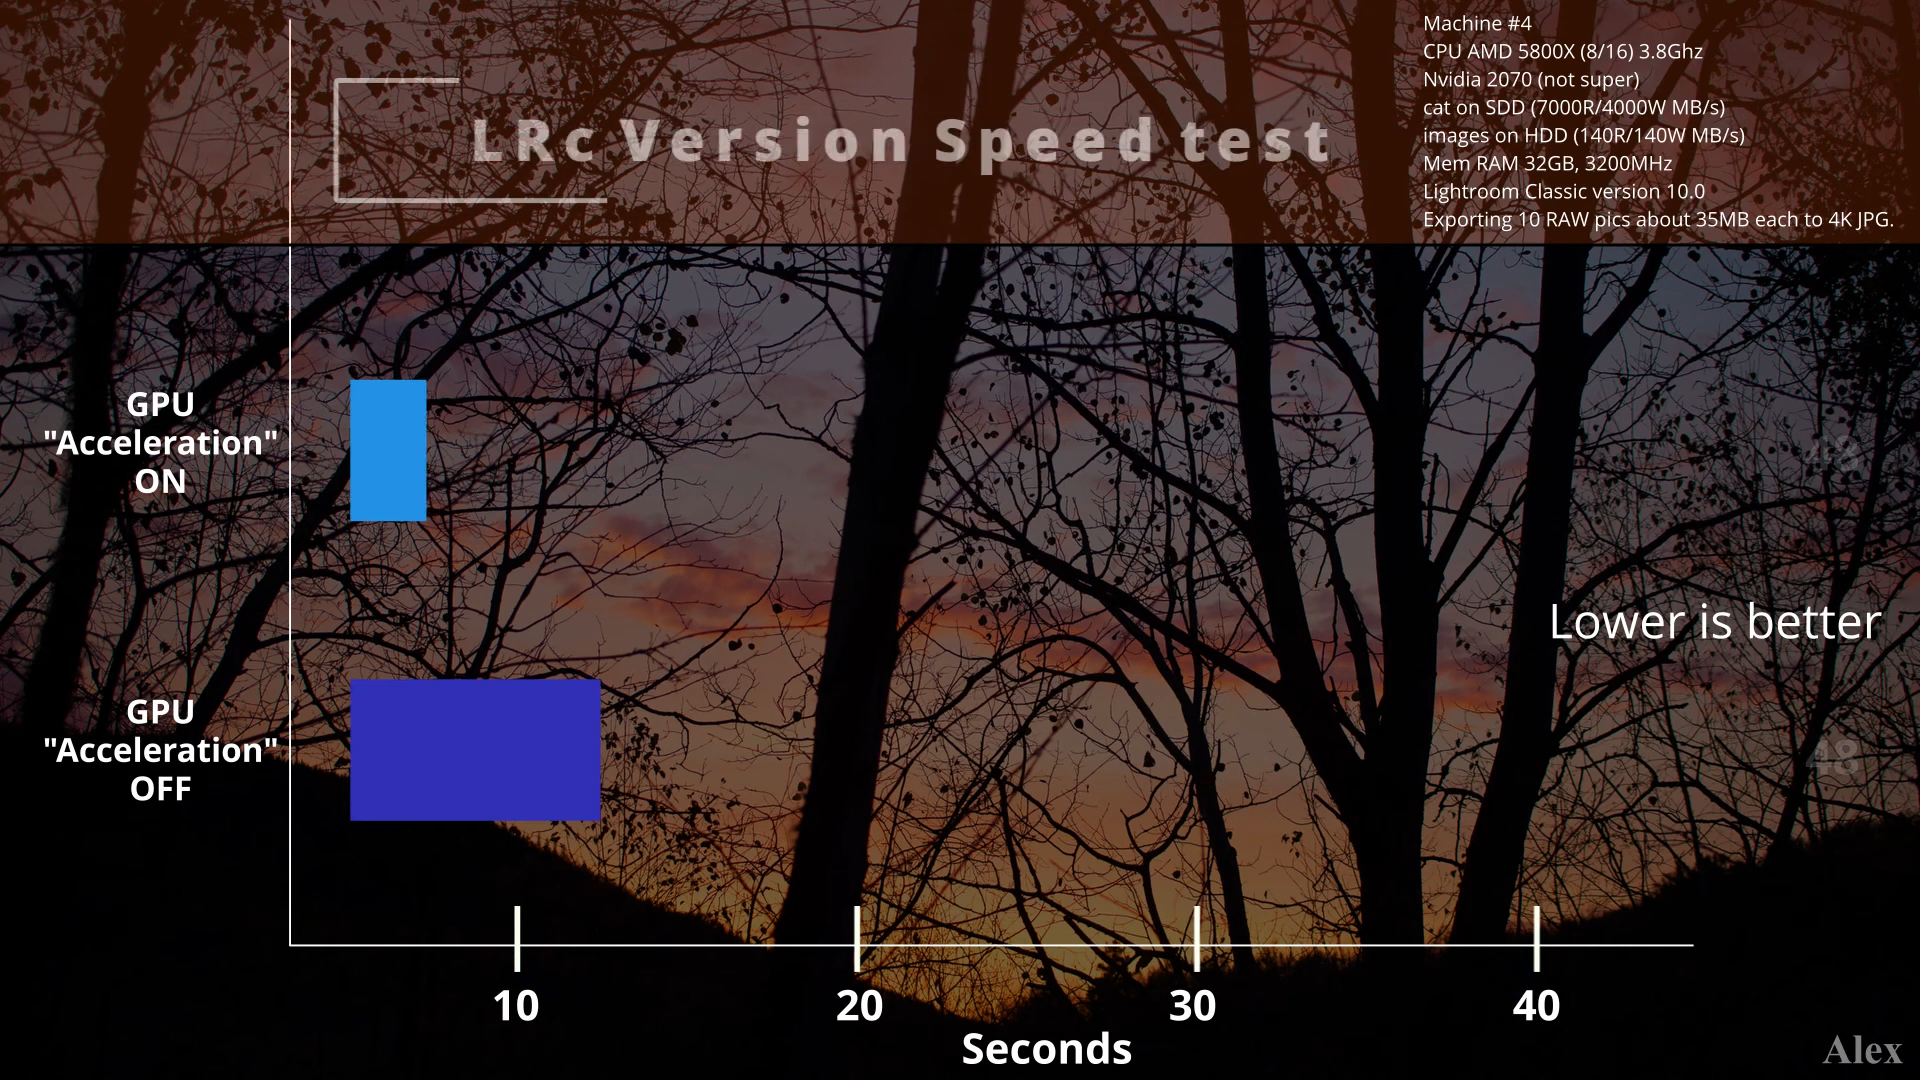 Machine #4
CPU AMD 5800X (8/16) 3.8Ghz
Nvidia 2070 (not super)
cat on SDD (7000R/4000W MB/s)
images on HDD (140R/140W MB/s)
Mem RAM 32GB, 3200MHz
Lightroom Classic version 10.0
Exporting 10 RAW pics about 35MB each to 4K JPG.
LRc Version Speed test
GPU
"Acceleration"
ON
48
Lower is better
GPU
"Acceleration"
OFF
48
10 20 30 40
Seconds
Alex